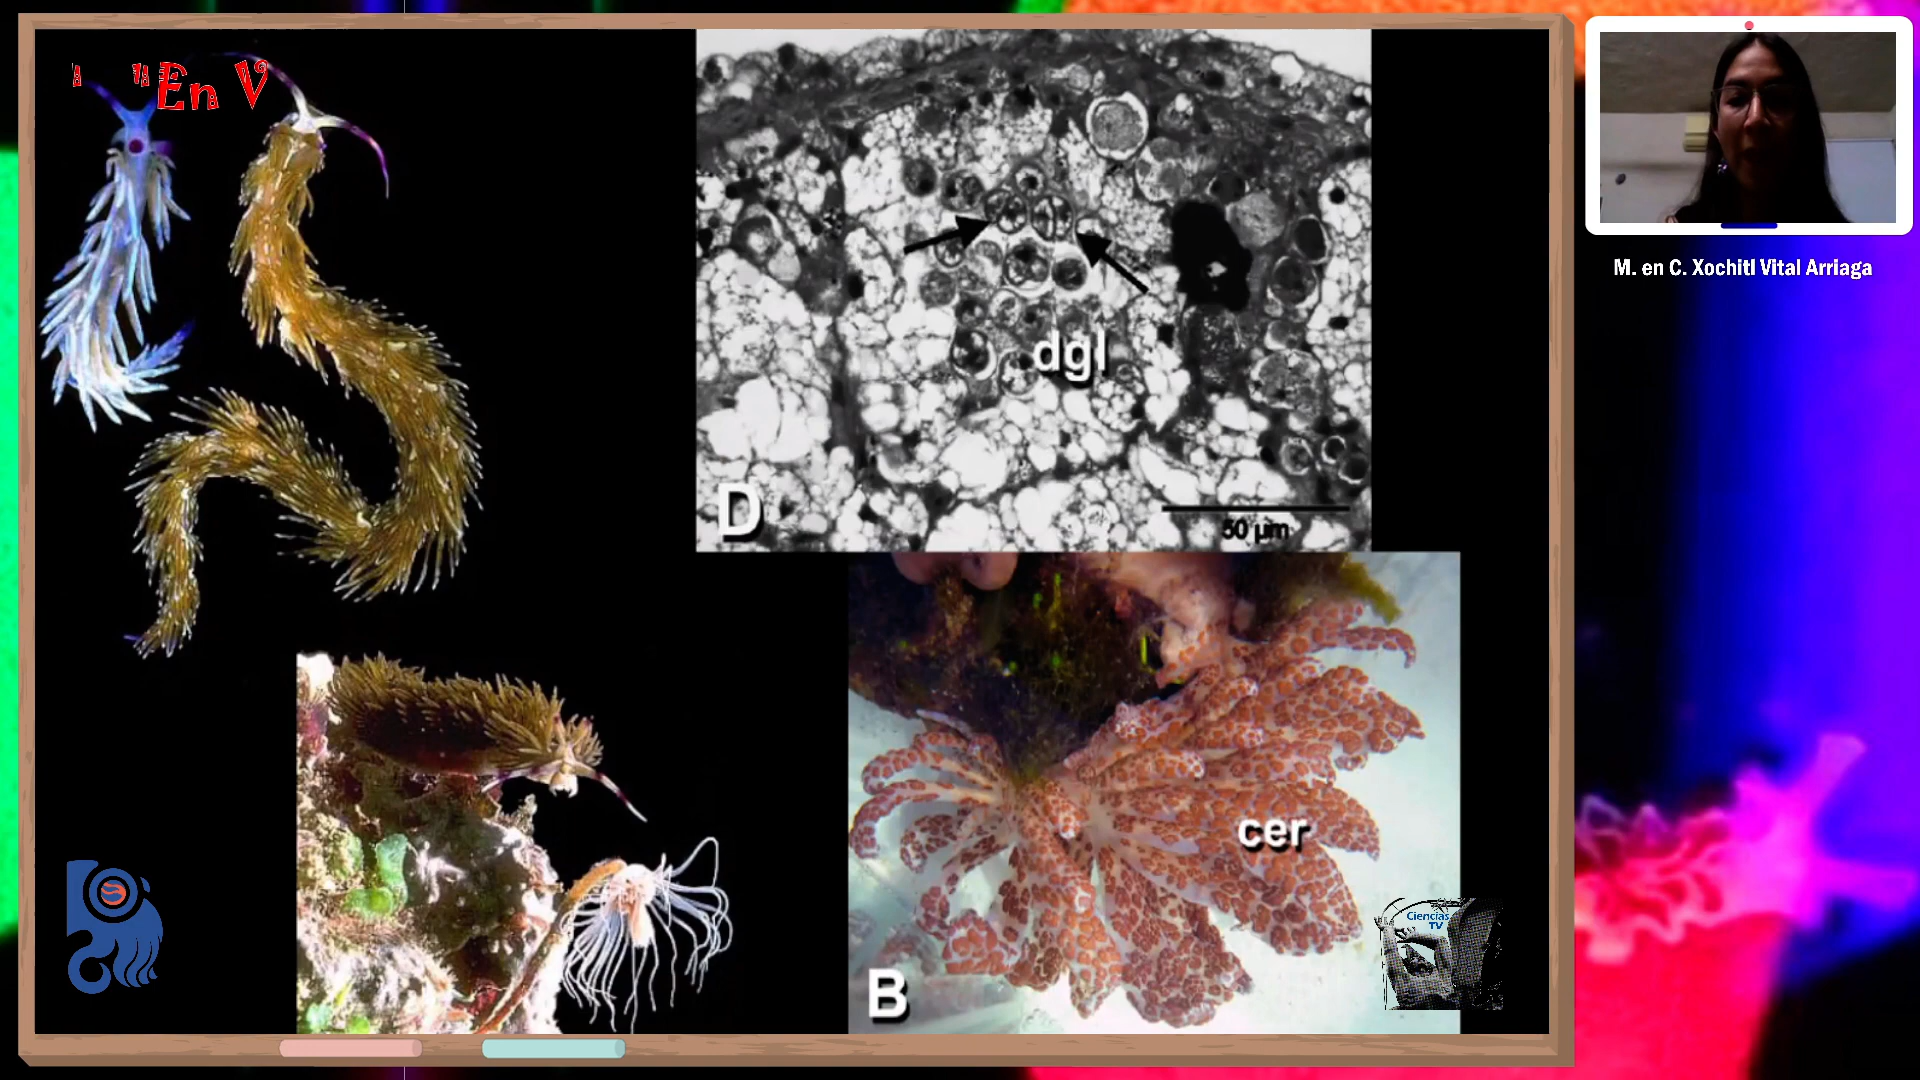 En V
dgl
D
50 µm
cer
B
Ciencias
TV
M. en C. Xochitl Vital Arriaga